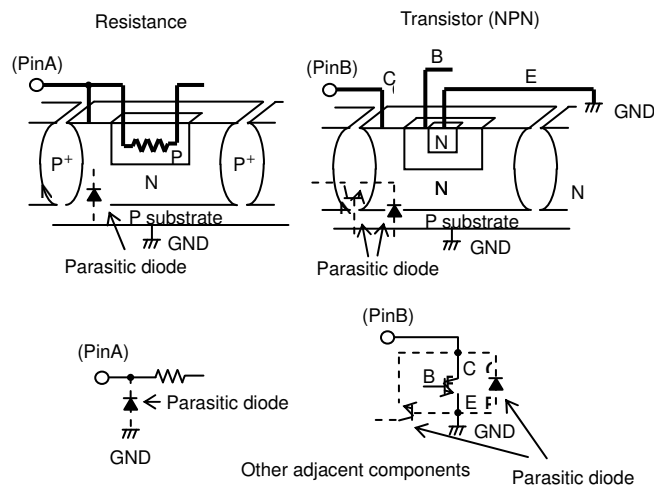 Resistance
(PinA)
P⁺
P
P⁺
N
P substrate
GND
Parasitic diode
Transistor (NPN)
(PinB)
C
B
E
GND
N
N
N
P substrate
GND
Parasitic diode
(PinA)
Parasitic diode
GND
(PinB)
C
B
E
GND
Other adjacent components
Parasitic diode